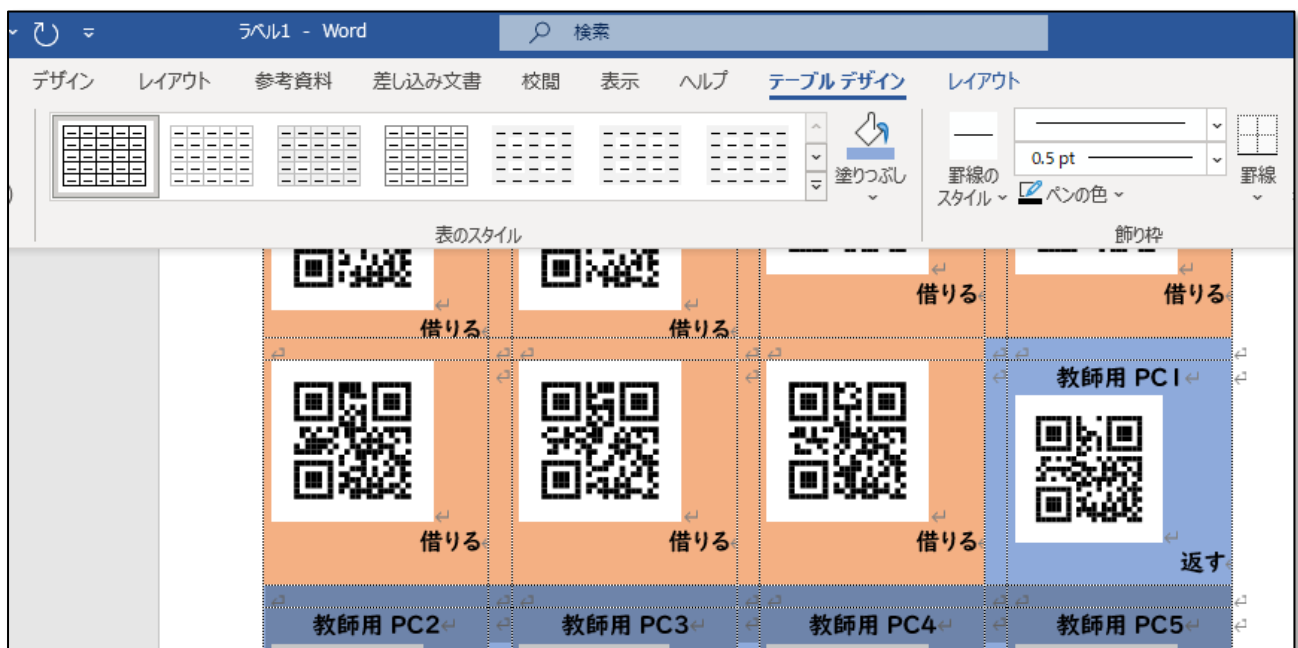 ラベル1 - Word 検索
デザイン レイアウト 参考資料 差し込み文書 校閲 表示 ヘルプ テーブル デザイン レイアウト
塗りつぶし 罫線の スタイル 0.5 pt ペンの色 罫線
表のスタイル 飾り枠
借りる 借りる
借りる 借りる
教師用 PC1
借りる 借りる 借りる
返す
教師用 PC2 教師用 PC3 教師用 PC4 教師用 PC5